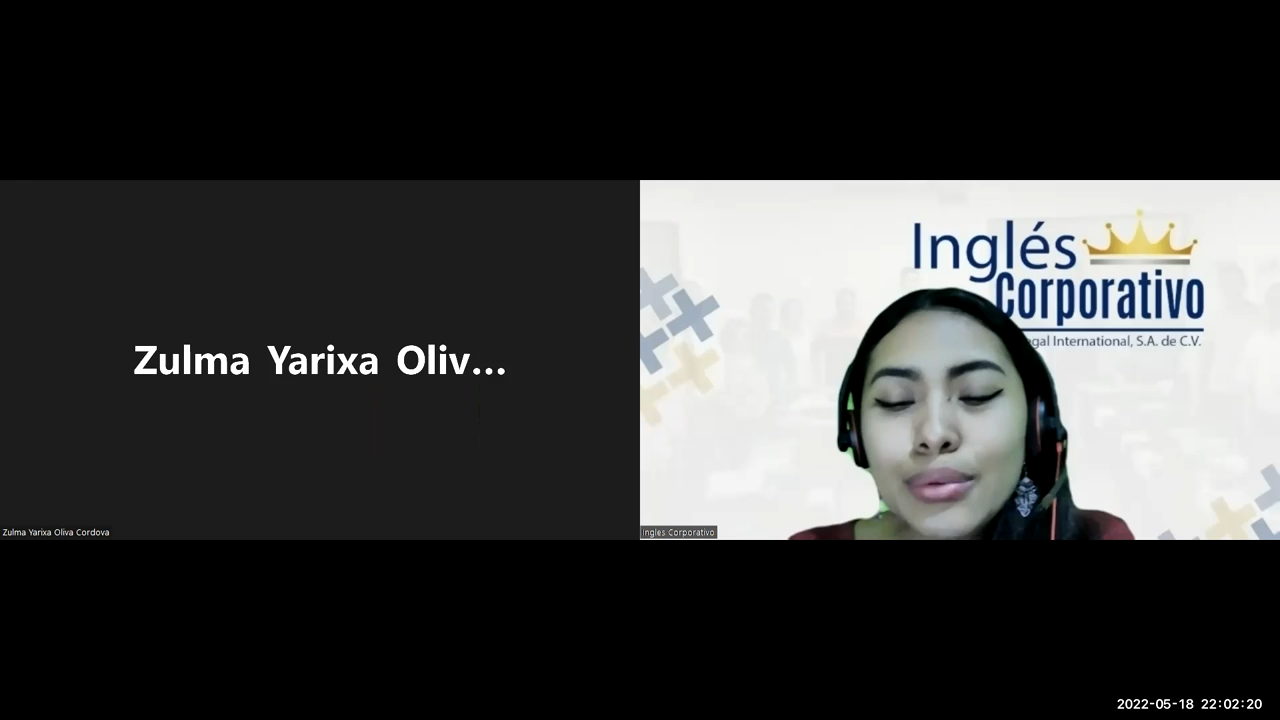 Zulma Yarixa Oliv...
Zulma Yarixa Oliva Cordova
Inglés
Corporativo
egal International, S.A. de C.V.
Ingles Corporativo
2022-05-18 22:02:20